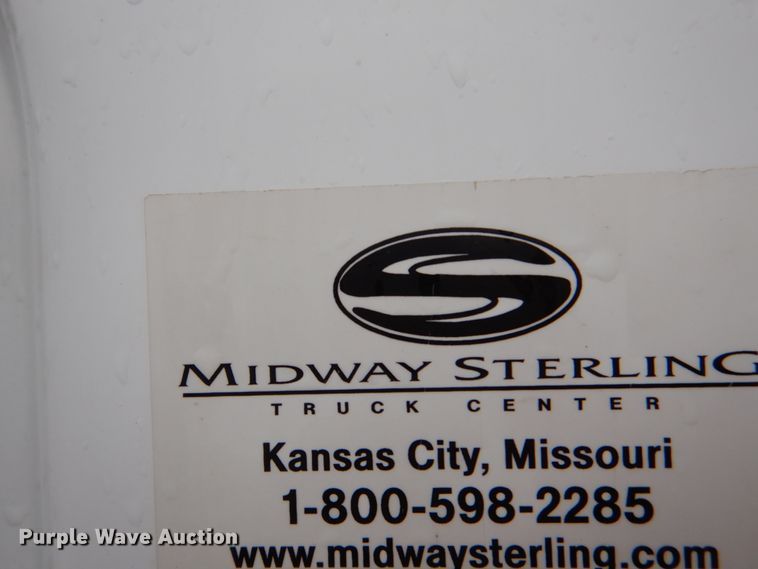 MIDWAY STERLING
TRUCK CENTER
Kansas City, Missouri
1-800-598-2285
www.midwaysterling.com
Purple Wave Auction